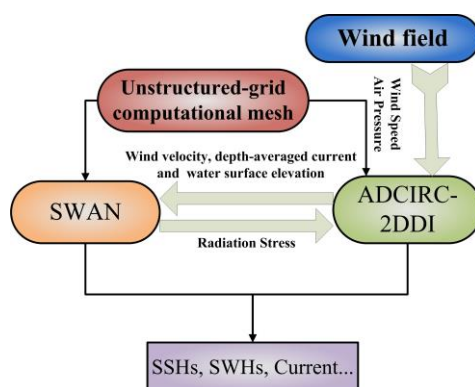 Wind field
Unstructured-grid
computational mesh
Wind Speed
Air Pressure
Wind velocity, depth-averaged current
and water surface elevation
SWAN
ADCIRC-
2DDI
Radiation Stress
SSHs, SWHs, Current...